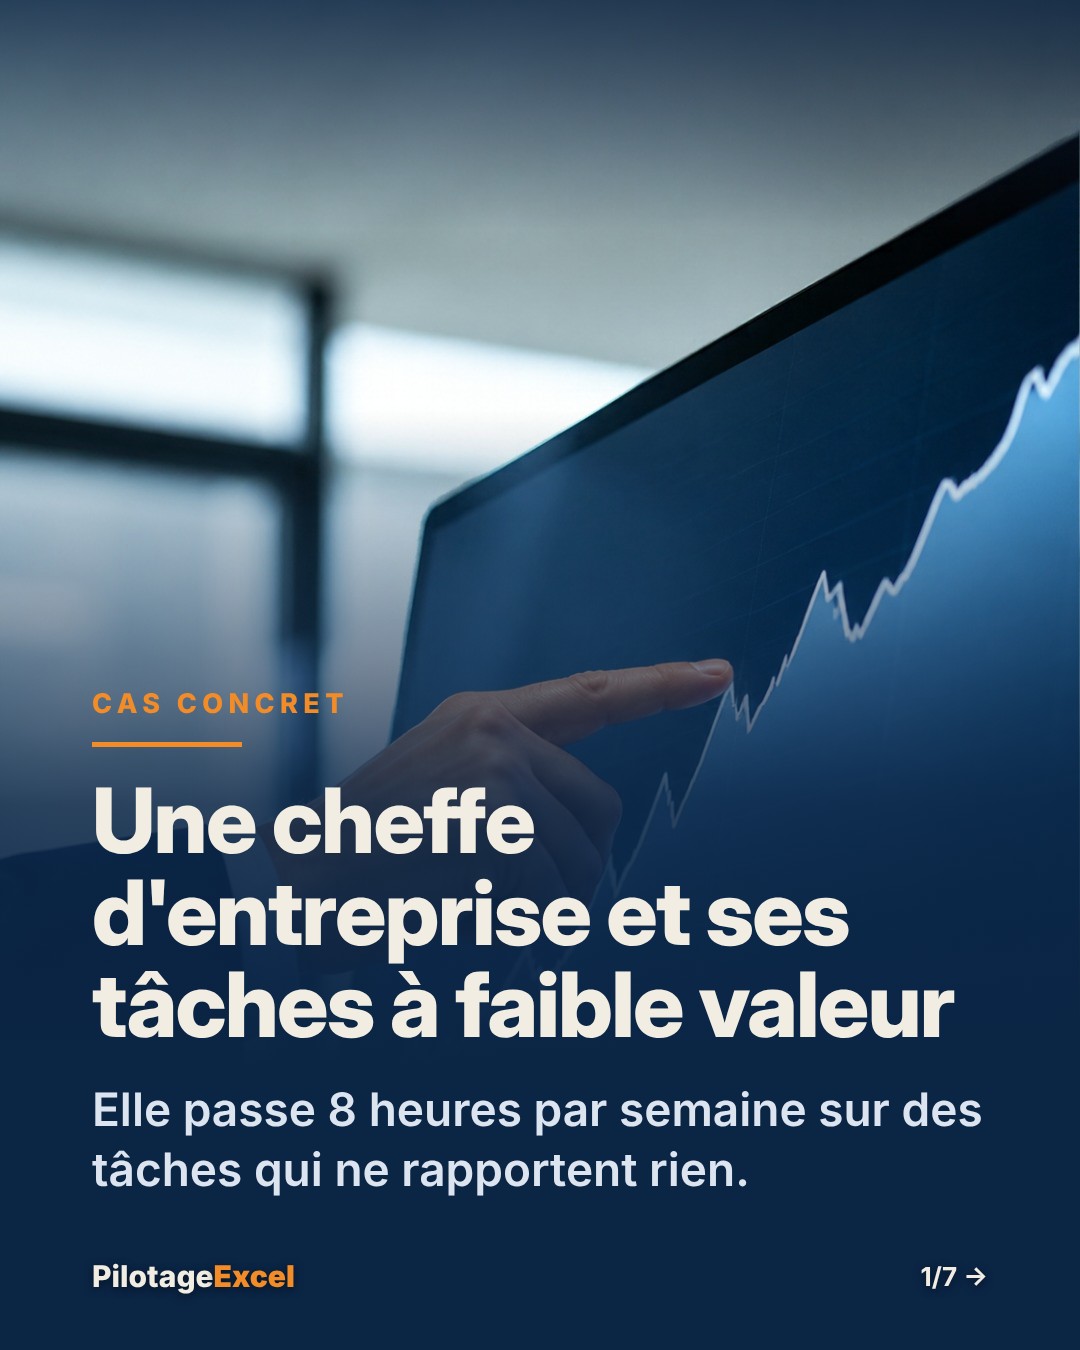 CAS CONCRET
Une cheffe
d'entreprise et ses
tâches à faible valeur
Elle passe 8 heures par semaine sur des
tâches qui ne rapportent rien.
PilotageExcel
1/7 →